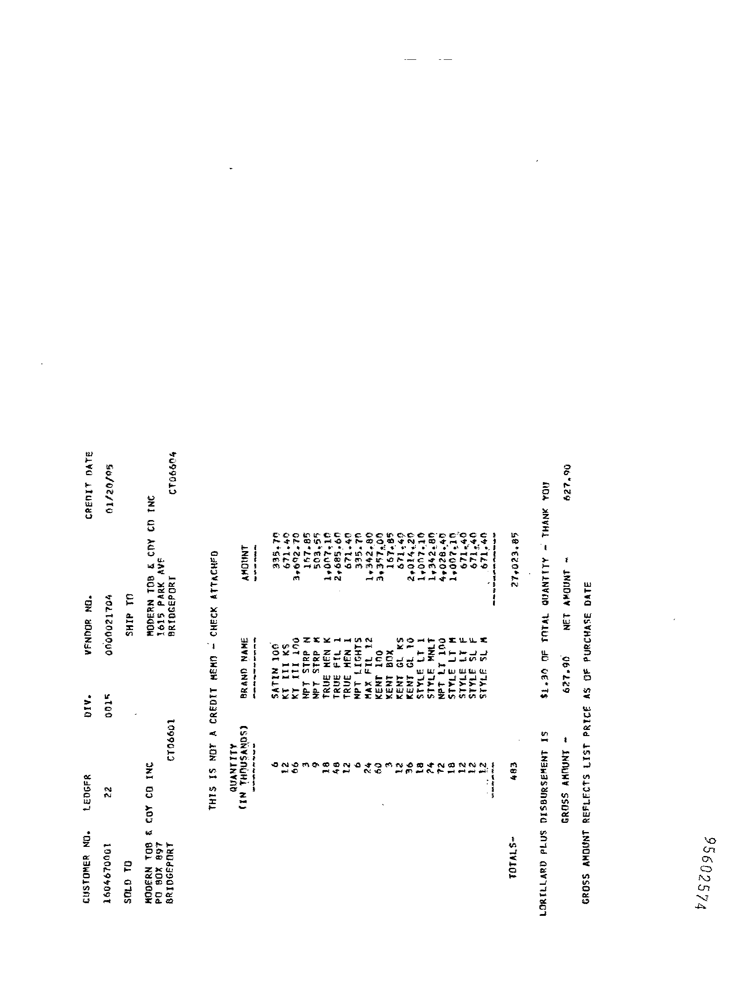 CUSTOMER NO. LEDGER DIV. VENDOR NO. CREDIT DATE
1604670001 22 0015 0000021704 01/20/95
SOLD TO SHIP TO
MODERN TOB & CDY CO INC MODERN TOB & CDY CO INC
PO BOX 897 1615 PARK AVE
BRIDGEPORT CT06601 BRIDGEPORT CT06604
THIS IS NOT A CREDIT MEMO - CHECK ATTACHED
QUANTITY
(IN THOUSANDS) BRAND NAME AMOUNT
6 SATIN 100 335.70
12 KT III KS 671.40
66 KT III 100 3,692.70
3 NPT STRP N 167.85
9 NPT STRP M 503.55
18 TRUE MEN K 1,007.10
48 TRUE FIL 1 2,685.60
12 TRUE MEN 1 671.40
6 NPT LIGHTS 335.70
24 MAX FIL 12 1,342.80
60 KENT 100 3,357.00
3 KENT BOX 167.85
12 KENT GL KS 671.40
36 KENT GL 10 2,014.20
18 STYLE LT 1 1,007.10
24 STYLE MNLT 1,342.80
72 NPT LT 100 4,028.40
18 STYLE LT M 1,007.10
12 STYLE LT F 671.40
12 STYLE SL F 671.40
12 STYLE SL M 671.40
TOTALS- 483 27,023.85
LORILLARD PLUS DISBURSEMENT IS $1.30 OF TOTAL QUANTITY - THANK YOU
GROSS AMOUNT - 627.90 NET AMOUNT - 627.90
GROSS AMOUNT REFLECTS LIST PRICE AS OF PURCHASE DATE
95602574